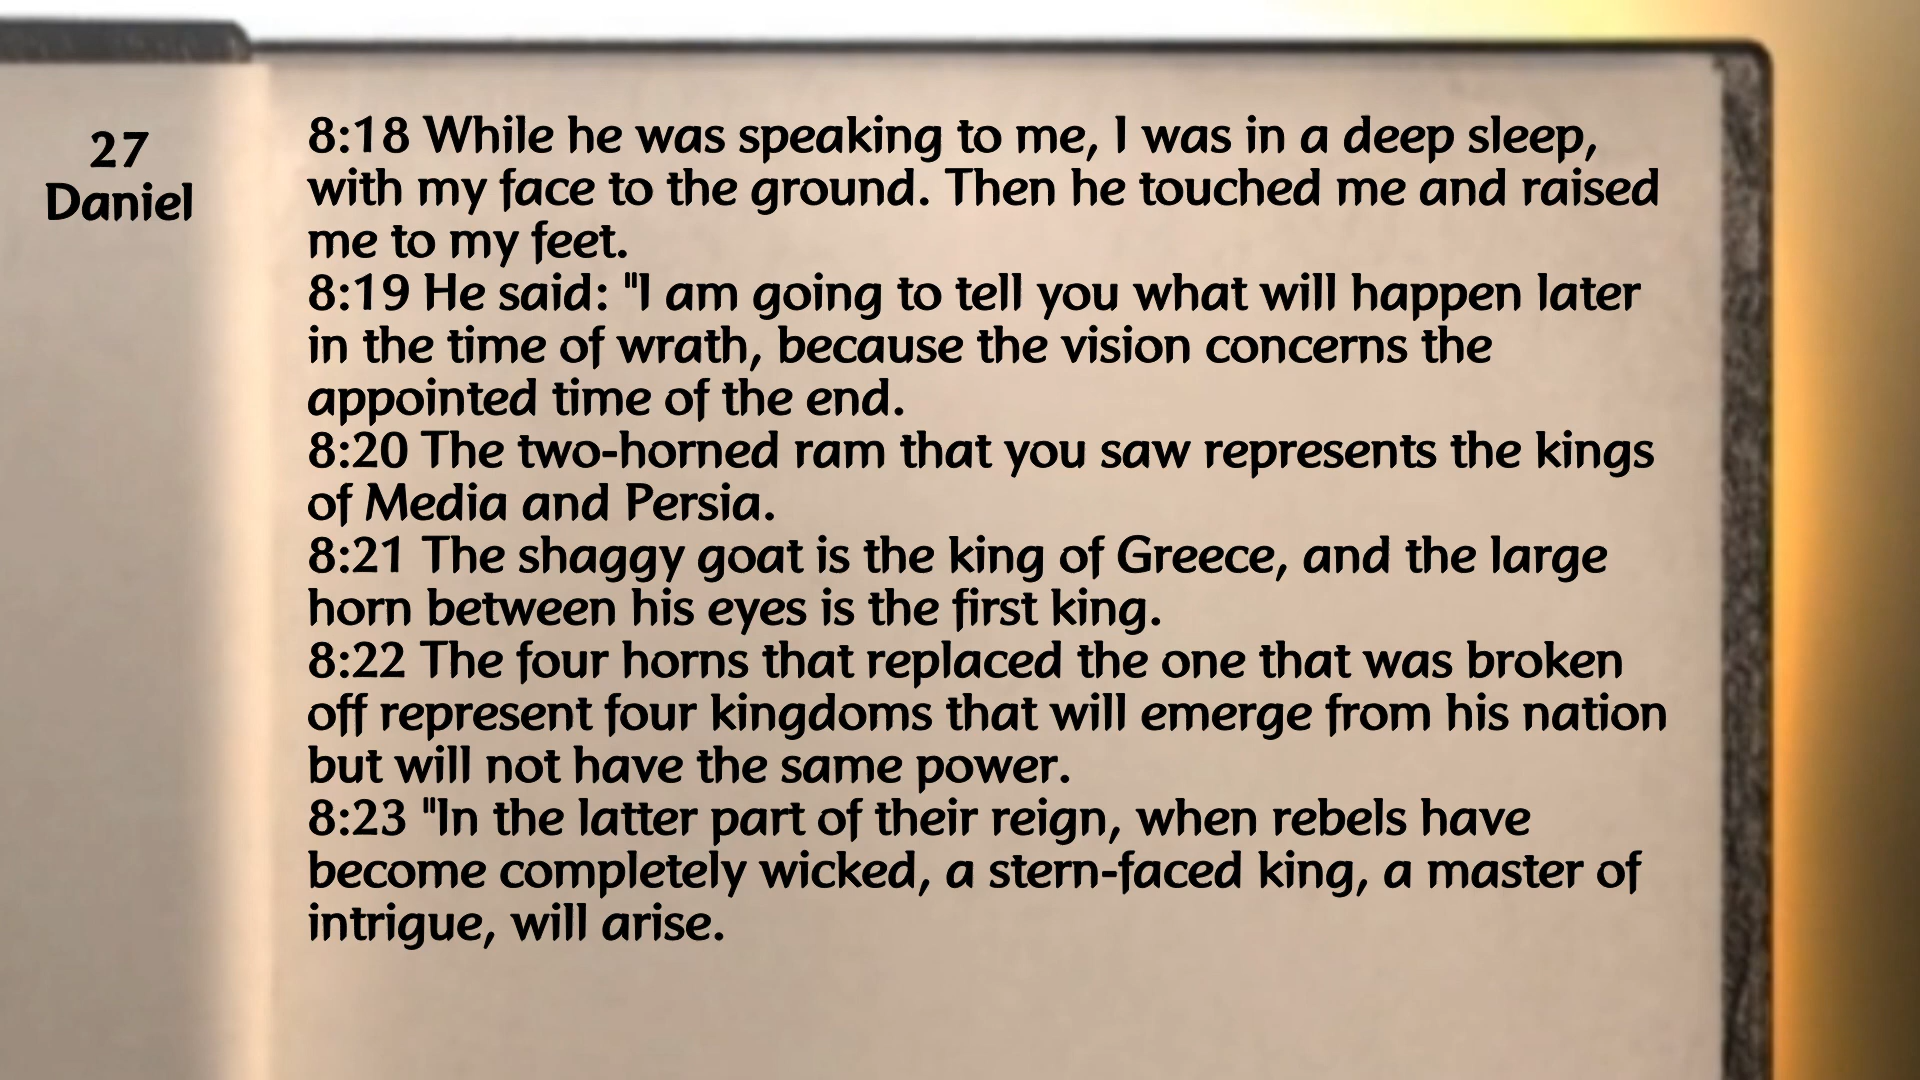 27
Daniel
8:18 While he was speaking to me, I was in a deep sleep,
with my face to the ground. Then he touched me and raised
me to my feet.
8:19 He said: "I am going to tell you what will happen later
in the time of wrath, because the vision concerns the
appointed time of the end.
8:20 The two-horned ram that you saw represents the kings
of Media and Persia.
8:21 The shaggy goat is the king of Greece, and the large
horn between his eyes is the first king.
8:22 The four horns that replaced the one that was broken
off represent four kingdoms that will emerge from his nation
but will not have the same power.
8:23 "In the latter part of their reign, when rebels have
become completely wicked, a stern-faced king, a master of
intrigue, will arise.